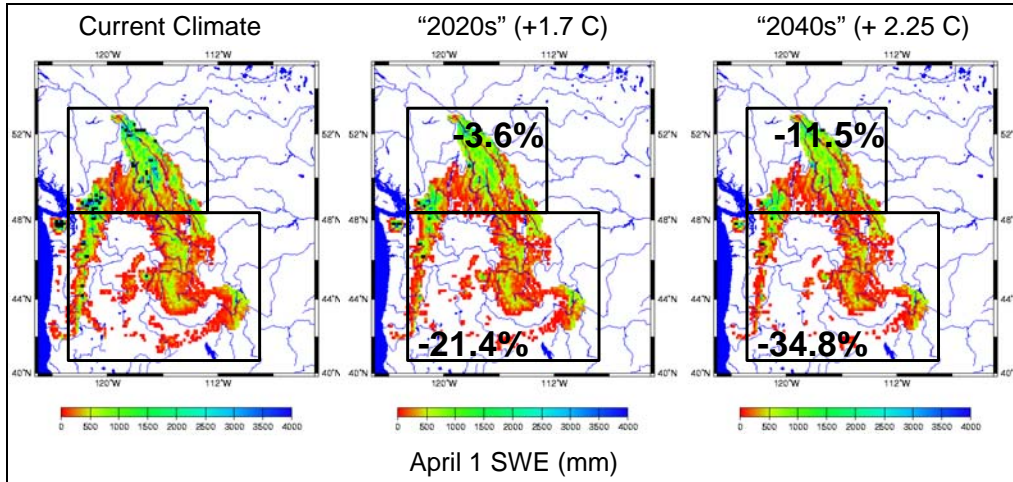 Current Climate
"2020s" (+1.7 C)
"2040s" (+ 2.25 C)
120°W 112°W
120°W 112°W
120°W 112°W
52°N 52°N
52°N 52°N
52°N 52°N
-3.6%
-11.5%
48°N 48°N
48°N 48°N
48°N 48°N
44°N 44°N
44°N 44°N
44°N 44°N
-21.4%
-34.8%
40°N 40°N
40°N 40°N
40°N 40°N
120°W 112°W
120°W 112°W
120°W 112°W
0 500 1000 1500 2000 2500 3000 3500 4000
0 500 1000 1500 2000 2500 3000 3500 4000
0 500 1000 1500 2000 2500 3000 3500 4000
April 1 SWE (mm)